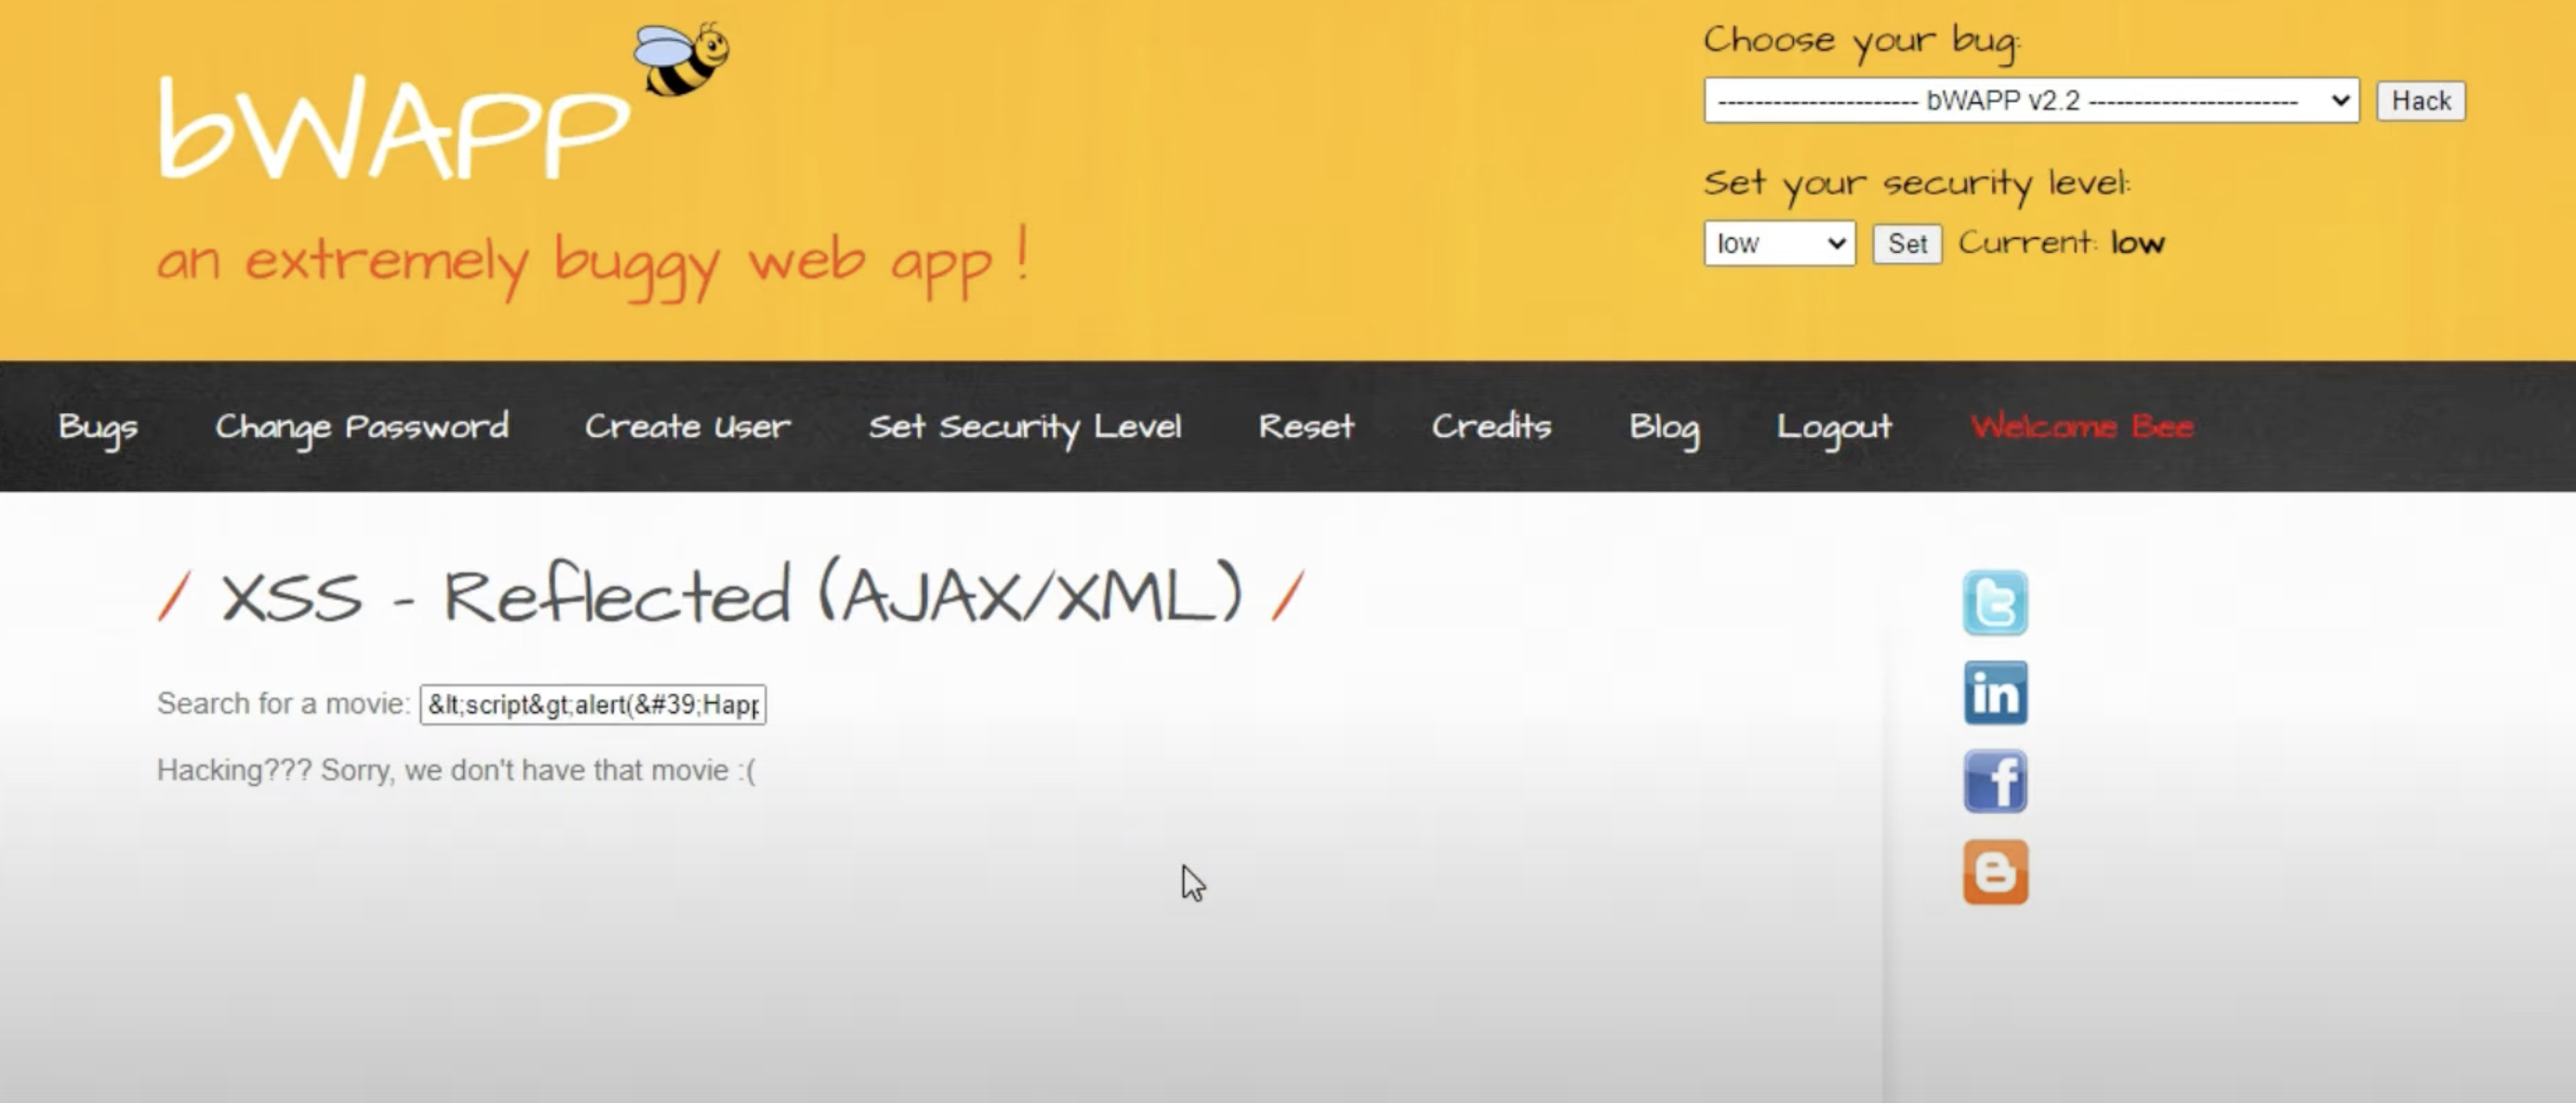 bWAPP
an extremely buggy web app !
Choose your bug:
---------------------- bWAPP v2.2 -----------------------
Hack
Set your security level:
low
Set
Current: low
Bugs
Change Password
Create User
Set Security Level
Reset
Credits
Blog
Logout
Welcome Bee
/ XSS - Reflected (AJAX/XML) /
Search for a movie: &lt;script&gt;alert(&#39;Happ
Hacking??? Sorry, we don't have that movie :(